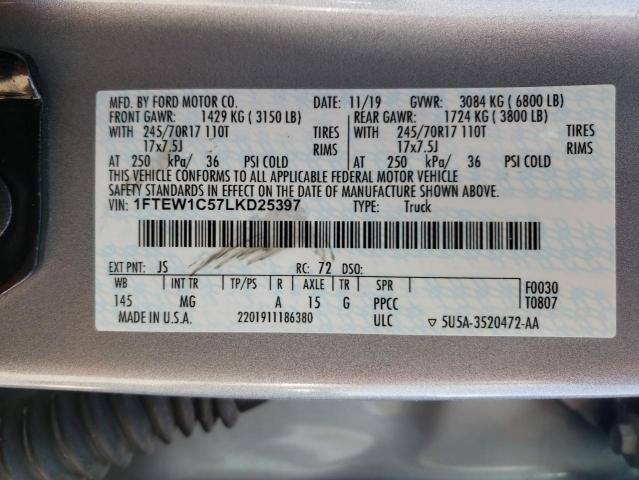 MFD. BY FORD MOTOR CO. DATE: 11/19 GVWR: 3084 KG ( 6800 LB)
FRONT GAWR: 1429 KG ( 3150 LB) REAR GAWR: 1724 KG ( 3800 LB)
WITH 245/70R17 110T TIRES WITH 245/70R17 110T TIRES
17x7.5J RIMS 17x7.5J RIMS
AT 250 kPa/ 36 PSI COLD AT 250 kPa/ 36 PSI COLD
THIS VEHICLE CONFORMS TO ALL APPLICABLE FEDERAL MOTOR VEHICLE
SAFETY STANDARDS IN EFFECT ON THE DATE OF MANUFACTURE SHOWN ABOVE.
VIN: 1FTEW1C57LKD25397 TYPE: Truck
EXT PNT: JS RC: 72 DSO:
WB INT TR TP/PS R AXLE TR SPR F0030
145 MG A 15 G PPCC T0807
MADE IN U.S.A. 2201911186380 ULC ▽ 5U5A-3520472-AA